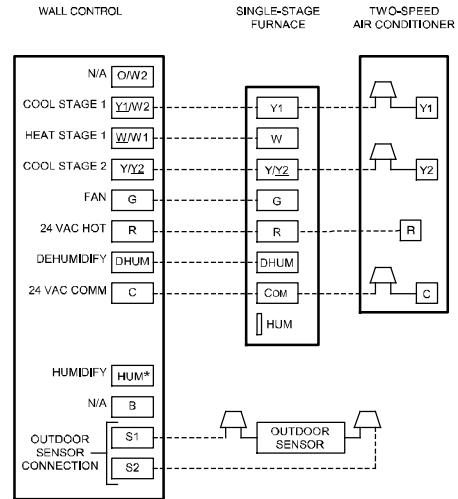 WALL CONTROL
SINGLE-STAGE
FURNACE
TWO-SPEED
AIR CONDITIONER
N/A O/W2
COOL STAGE 1 Y1/W2 Y1 Y1
HEAT STAGE 1 W/W1 W
COOL STAGE 2 Y/Y2 Y/Y2 Y2
FAN G G
24 VAC HOT R R R
DEHUMIDIFY DHUM DHUM
24 VAC COMM C COM C
HUM
HUMIDIFY HUM*
N/A B
OUTDOOR
SENSOR
CONNECTION
S1
S2
OUTDOOR
SENSOR